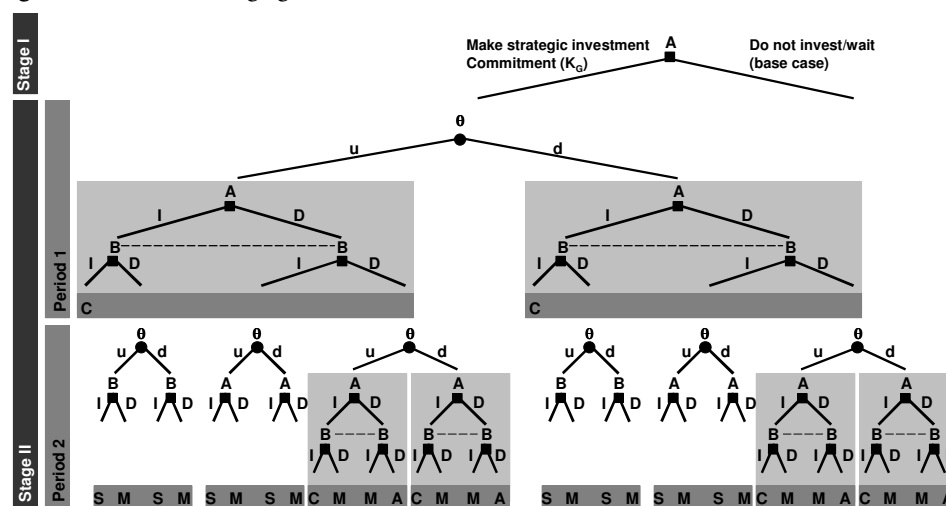 Stage I
Make strategic investment A Do not invest/wait
Commitment (K_G) (base case)
Stage II
Period 1
θ
u d
A A
I D I D
B B B B
I D I D I D I D
C C
Period 2
θ θ θ θ θ θ
u d u d u d u d u d u d
B B A A A A B B A A A A
I D I D I D I D I D I D I D I D I D I D I D I D
B B B B B B B B
I D I D I D I D I D I D I D I D
S M S M S M S M C M M A C M M A S M S M S M S M C M M A C M M A